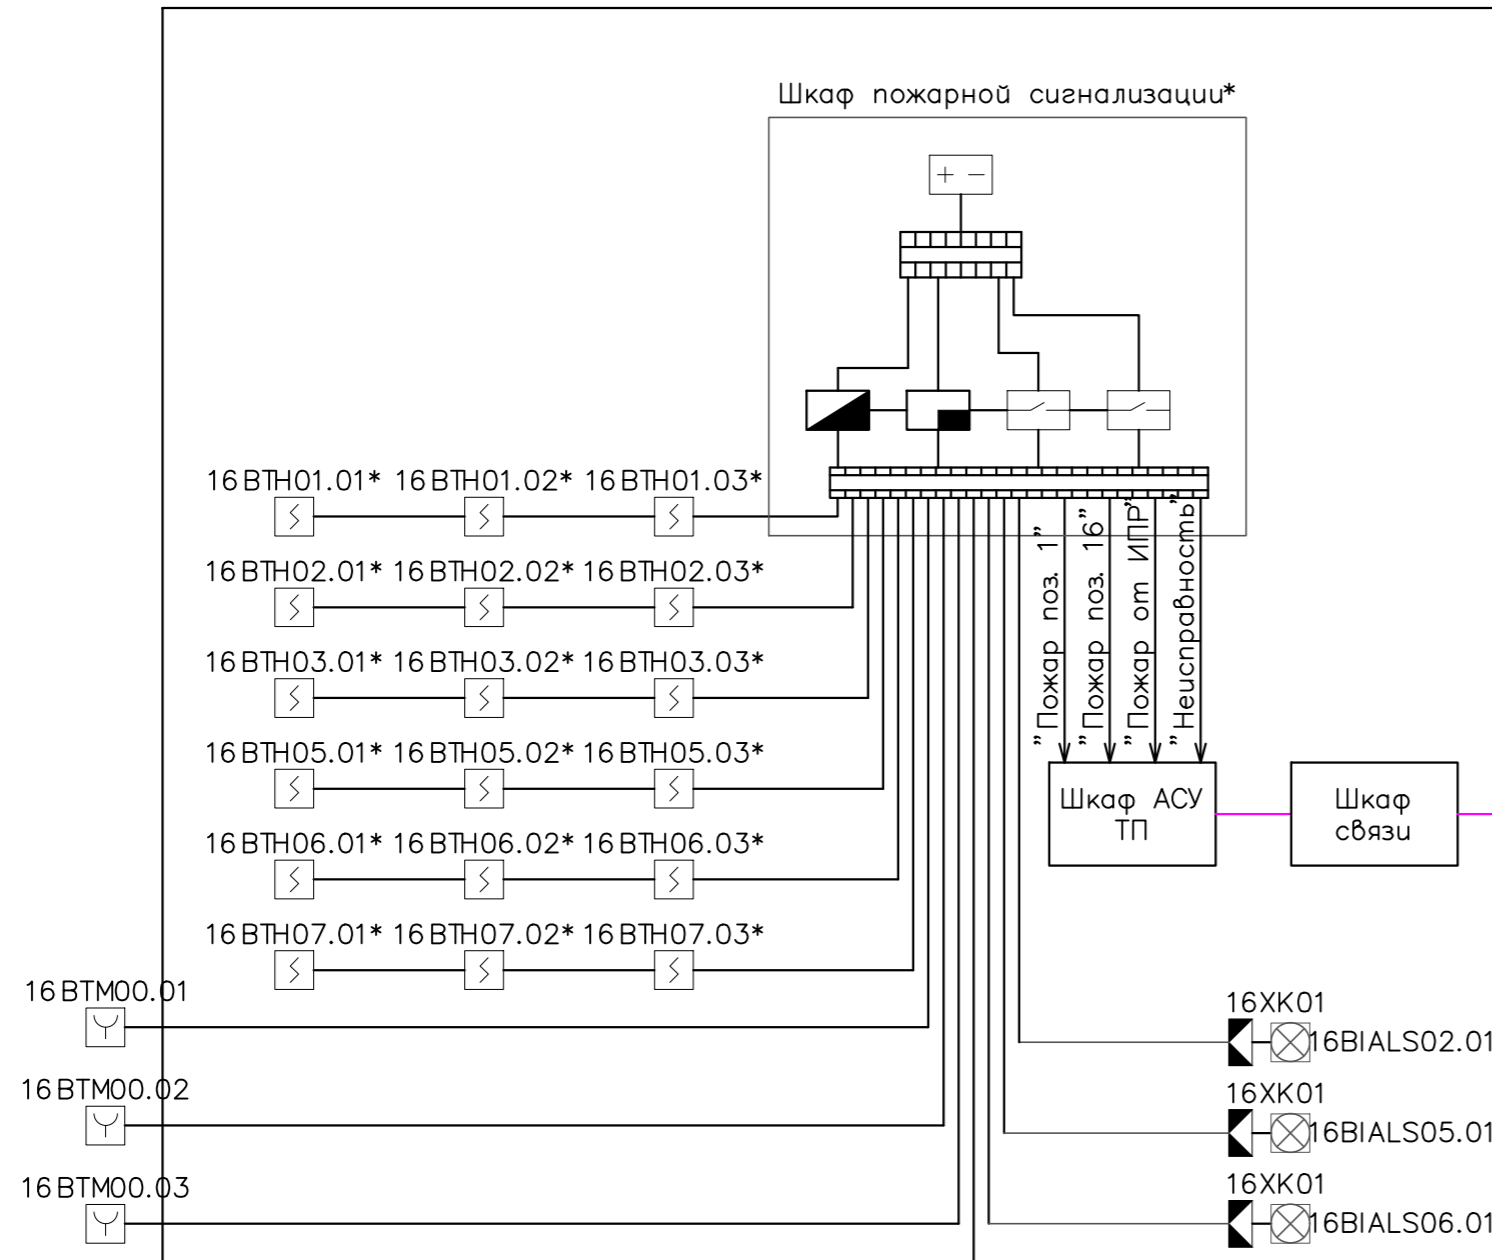 Шкаф пожарной сигнализации*
+ −
16BTH01.01* 16BTH01.02* 16BTH01.03*
16BTH02.01* 16BTH02.02* 16BTH02.03*
16BTH03.01* 16BTH03.02* 16BTH03.03*
16BTH05.01* 16BTH05.02* 16BTH05.03*
16BTH06.01* 16BTH06.02* 16BTH06.03*
16BTH07.01* 16BTH07.02* 16BTH07.03*
"Пожар поз. 1"
"Пожар поз. 16"
"Пожар от ИПР"
"Неисправность"
Шкаф АСУ
ТП
Шкаф
связи
16BTM00.01
16BTM00.02
16BTM00.03
16XK01
16BIALS02.01
16XK01
16BIALS05.01
16XK01
16BIALS06.01